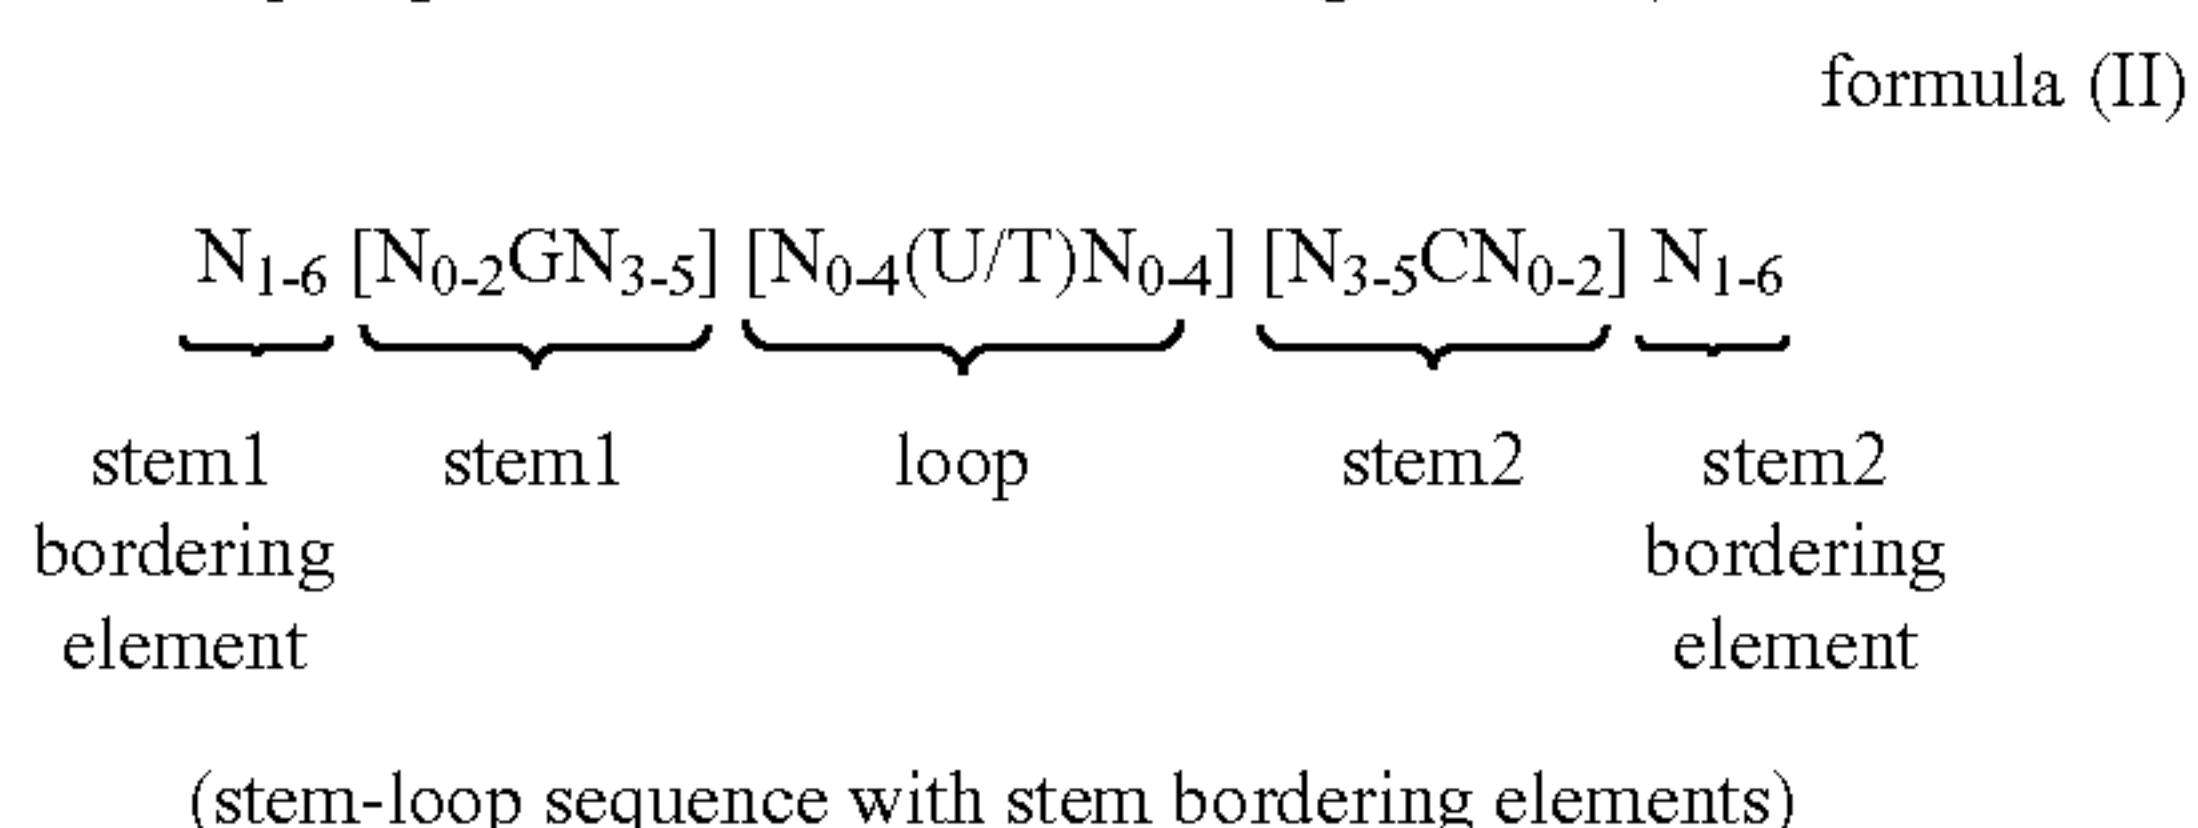 formula (II)
N1-6 [N0-2GN3-5] [N0-4(U/T)N0-4] [N3-5CN0-2] N1-6
stem1 stem1 loop stem2 stem2
bordering bordering
element element
(stem-loop sequence with stem bordering elements)